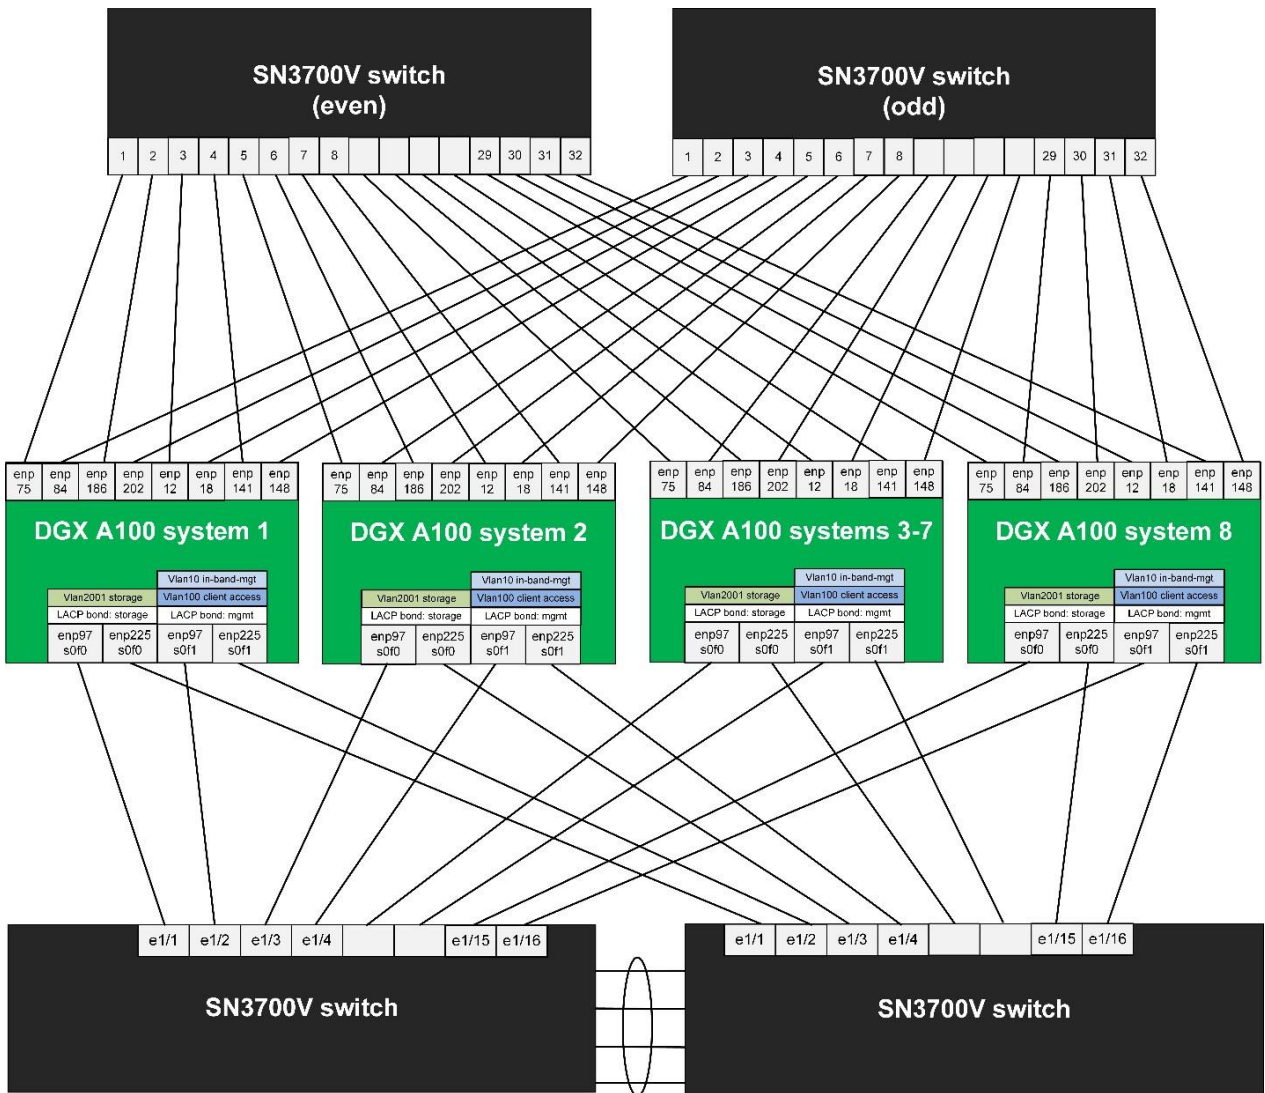 SN3700V switch
(even)
SN3700V switch
(odd)
1 2 3 4 5 6 7 8 29 30 31 32
1 2 3 4 5 6 7 8 29 30 31 32
enp 75 enp 84 enp 186 enp 202 enp 12 enp 18 enp 141 enp 148
enp 75 enp 84 enp 186 enp 202 enp 12 enp 18 enp 141 enp 148
enp 75 enp 84 enp 186 enp 202 enp 12 enp 18 enp 141 enp 148
enp 75 enp 84 enp 186 enp 202 enp 12 enp 18 enp 141 enp 148
DGX A100 system 1
Vlan10 in-band-mgt
Vlan2001 storage Vlan100 client access
LACP bond: storage LACP bond: mgmt
enp97 enp225 enp97 enp225
s0f0 s0f0 s0f1 s0f1
DGX A100 system 2
Vlan10 in-band-mgt
Vlan2001 storage Vlan100 client access
LACP bond: storage LACP bond: mgmt
enp97 enp225 enp97 enp225
s0f0 s0f0 s0f1 s0f1
DGX A100 systems 3-7
Vlan10 in-band-mgt
Vlan2001 storage Vlan100 client access
LACP bond: storage LACP bond: mgmt
enp97 enp225 enp97 enp225
s0f0 s0f0 s0f1 s0f1
DGX A100 system 8
Vlan10 in-band-mgt
Vlan2001 storage Vlan100 client access
LACP bond: storage LACP bond: mgmt
enp97 enp225 enp97 enp225
s0f0 s0f0 s0f1 s0f1
e1/1 e1/2 e1/3 e1/4 e1/15 e1/16
SN3700V switch
e1/1 e1/2 e1/3 e1/4 e1/15 e1/16
SN3700V switch